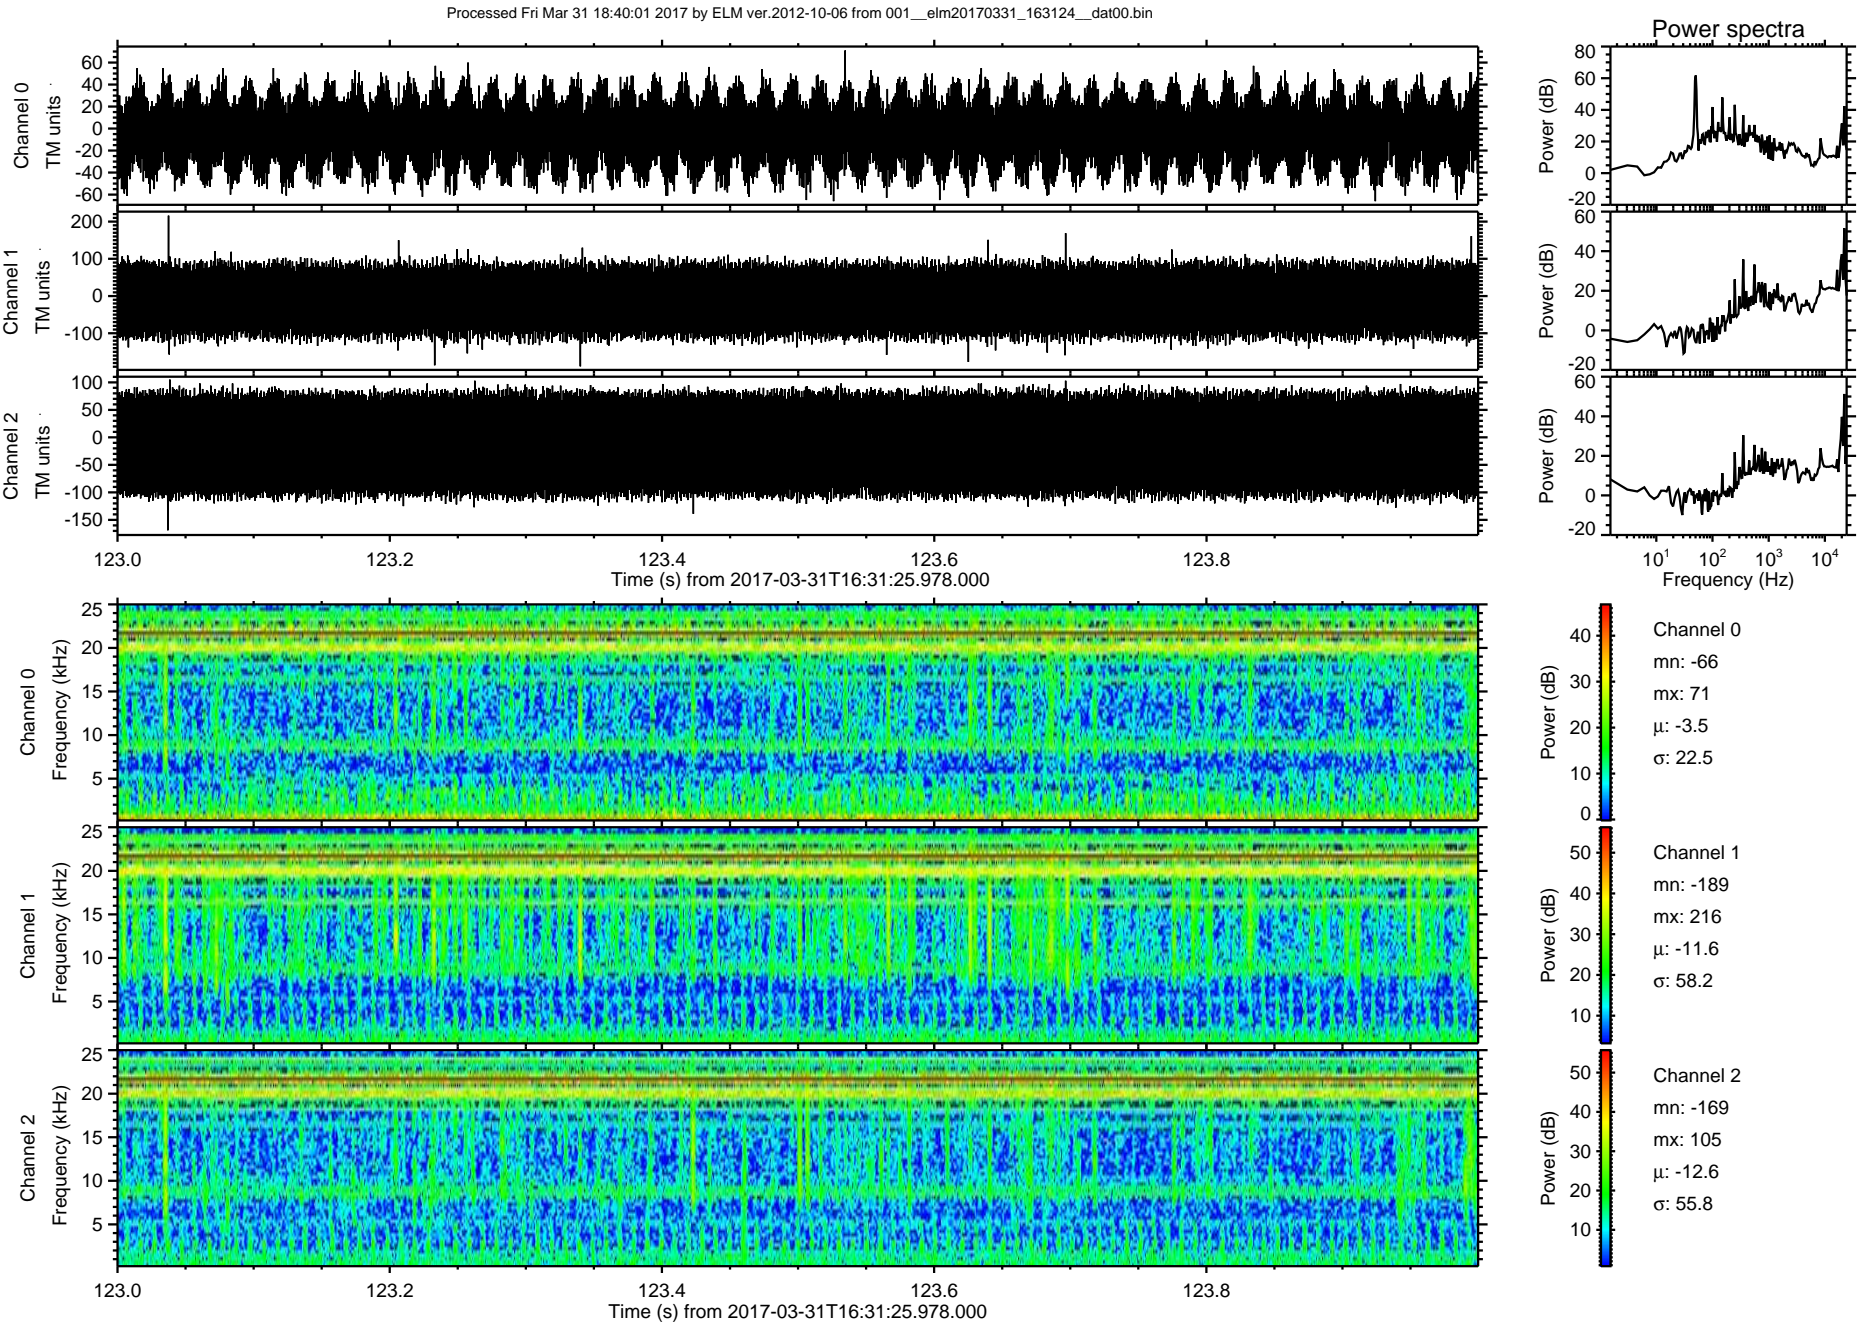 Processed Fri Mar 31 18:40:01 2017 by ELM ver.2012-10-06 from 001__elm20170331_163124__dat00.bin
Power spectra
Channel 0
TM units
60
40
20
0
-20
-40
-60
Power (dB)
80
60
40
20
0
-20
Channel 1
TM units
200
100
0
-100
Power (dB)
60
40
20
0
-20
Channel 2
TM units
100
50
0
-50
-100
-150
Power (dB)
60
40
20
0
-20
123.0 123.2 123.4 123.6 123.8
Time (s) from 2017-03-31T16:31:25.978.000
10^1 10^2 10^3 10^4
Frequency (Hz)
Channel 0
Frequency (kHz)
25
20
15
10
5
Power (dB)
40
30
20
10
0
Channel 0
mn: -66
mx: 71
μ: -3.5
σ: 22.5
Channel 1
Frequency (kHz)
25
20
15
10
5
Power (dB)
50
40
30
20
10
Channel 1
mn: -189
mx: 216
μ: -11.6
σ: 58.2
Channel 2
Frequency (kHz)
25
20
15
10
5
Power (dB)
50
40
30
20
10
Channel 2
mn: -169
mx: 105
μ: -12.6
σ: 55.8
123.0 123.2 123.4 123.6 123.8
Time (s) from 2017-03-31T16:31:25.978.000